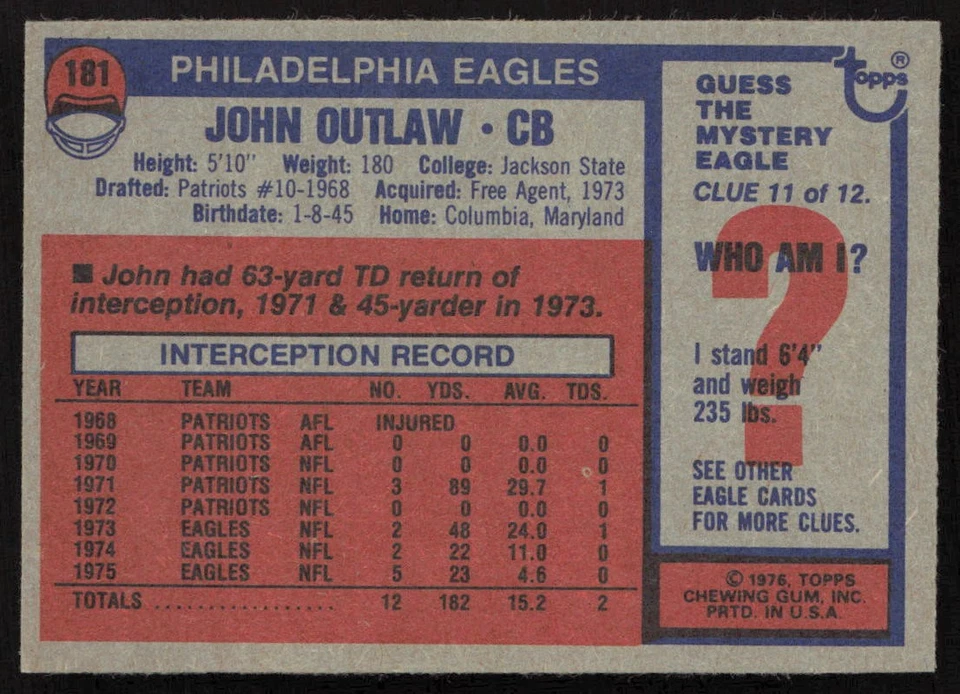 181
PHILADELPHIA EAGLES
JOHN OUTLAW • CB
Height: 5'10" Weight: 180 College: Jackson State
Drafted: Patriots #10-1968 Acquired: Free Agent, 1973
Birthdate: 1-8-45 Home: Columbia, Maryland
■ John had 63-yard TD return of
interception, 1971 & 45-yarder in 1973.
INTERCEPTION RECORD
YEAR TEAM NO. YDS. AVG. TDS.
1968 PATRIOTS AFL INJURED
1969 PATRIOTS AFL 0 0 0.0 0
1970 PATRIOTS NFL 0 0 0.0 0
1971 PATRIOTS NFL 3 89 29.7 1
1972 PATRIOTS NFL 0 0 0.0 0
1973 EAGLES NFL 2 48 24.0 1
1974 EAGLES NFL 2 22 11.0 0
1975 EAGLES NFL 5 23 4.6 0
TOTALS .................. 12 182 15.2 2
topps®
GUESS
THE
MYSTERY
EAGLE
CLUE 11 of 12.
WHO AM I?
?
I stand 6'4"
and weigh
235 lbs.
SEE OTHER
EAGLE CARDS
FOR MORE CLUES.
© 1976, TOPPS
CHEWING GUM, INC.
PRTD. IN U.S.A.